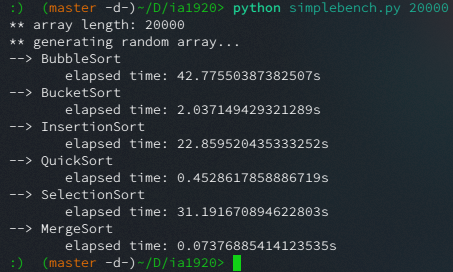 :) (master -d-)~/D/ia1920> python simplebench.py 20000
** array length: 20000
** generating random array...
--> BubbleSort
elapsed time: 42.77550387382507s
--> BucketSort
elapsed time: 2.037149429321289s
--> InsertionSort
elapsed time: 22.859520435333252s
--> QuickSort
elapsed time: 0.4528617858886719s
--> SelectionSort
elapsed time: 31.191670894622803s
--> MergeSort
elapsed time: 0.07376885414123535s
:) (master -d-)~/D/ia1920>